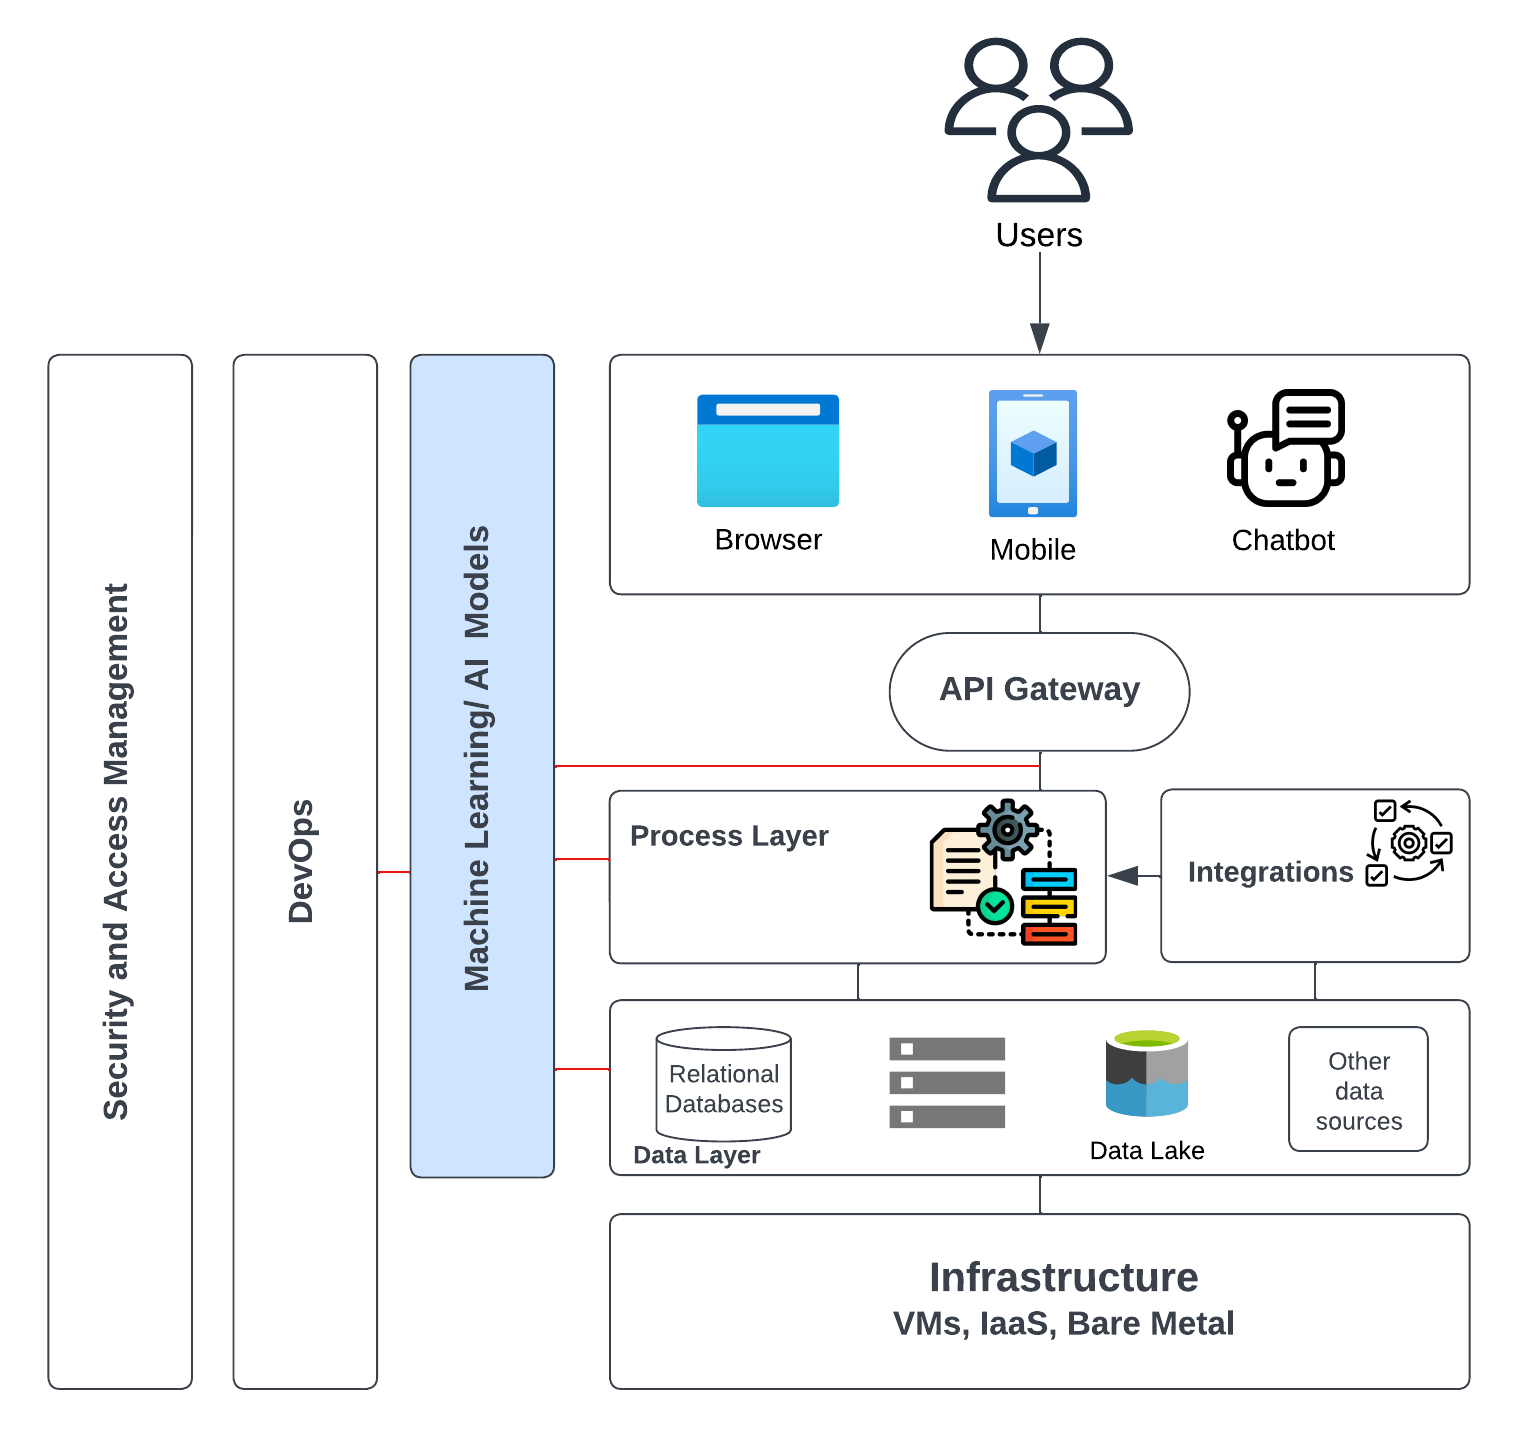 Users
Browser
Mobile
Chatbot
API Gateway
Security and Access Management
DevOps
Machine Learning/ AI  Models
Process Layer
Integrations
Relational
Databases
Data Layer
Data Lake
Other
data
sources
Infrastructure
VMs, IaaS, Bare Metal